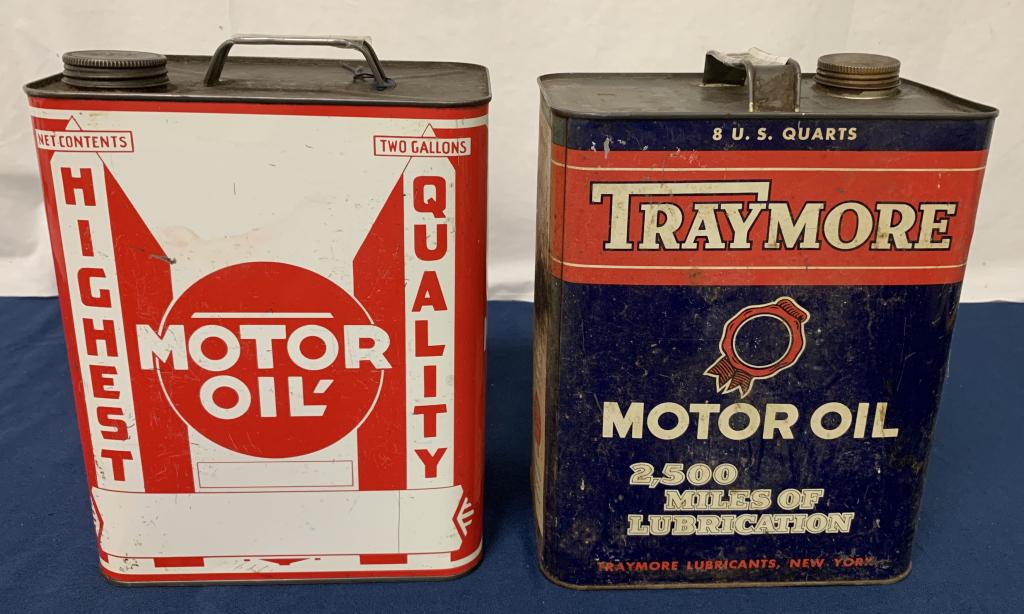 NET CONTENTS
TWO GALLONS
HIGHEST
QUALITY
MOTOR
OIL
8 U. S. QUARTS
TRAYMORE
MOTOR OIL
2,500
MILES OF
LUBRICATION
TRAYMORE LUBRICANTS, NEW YORK